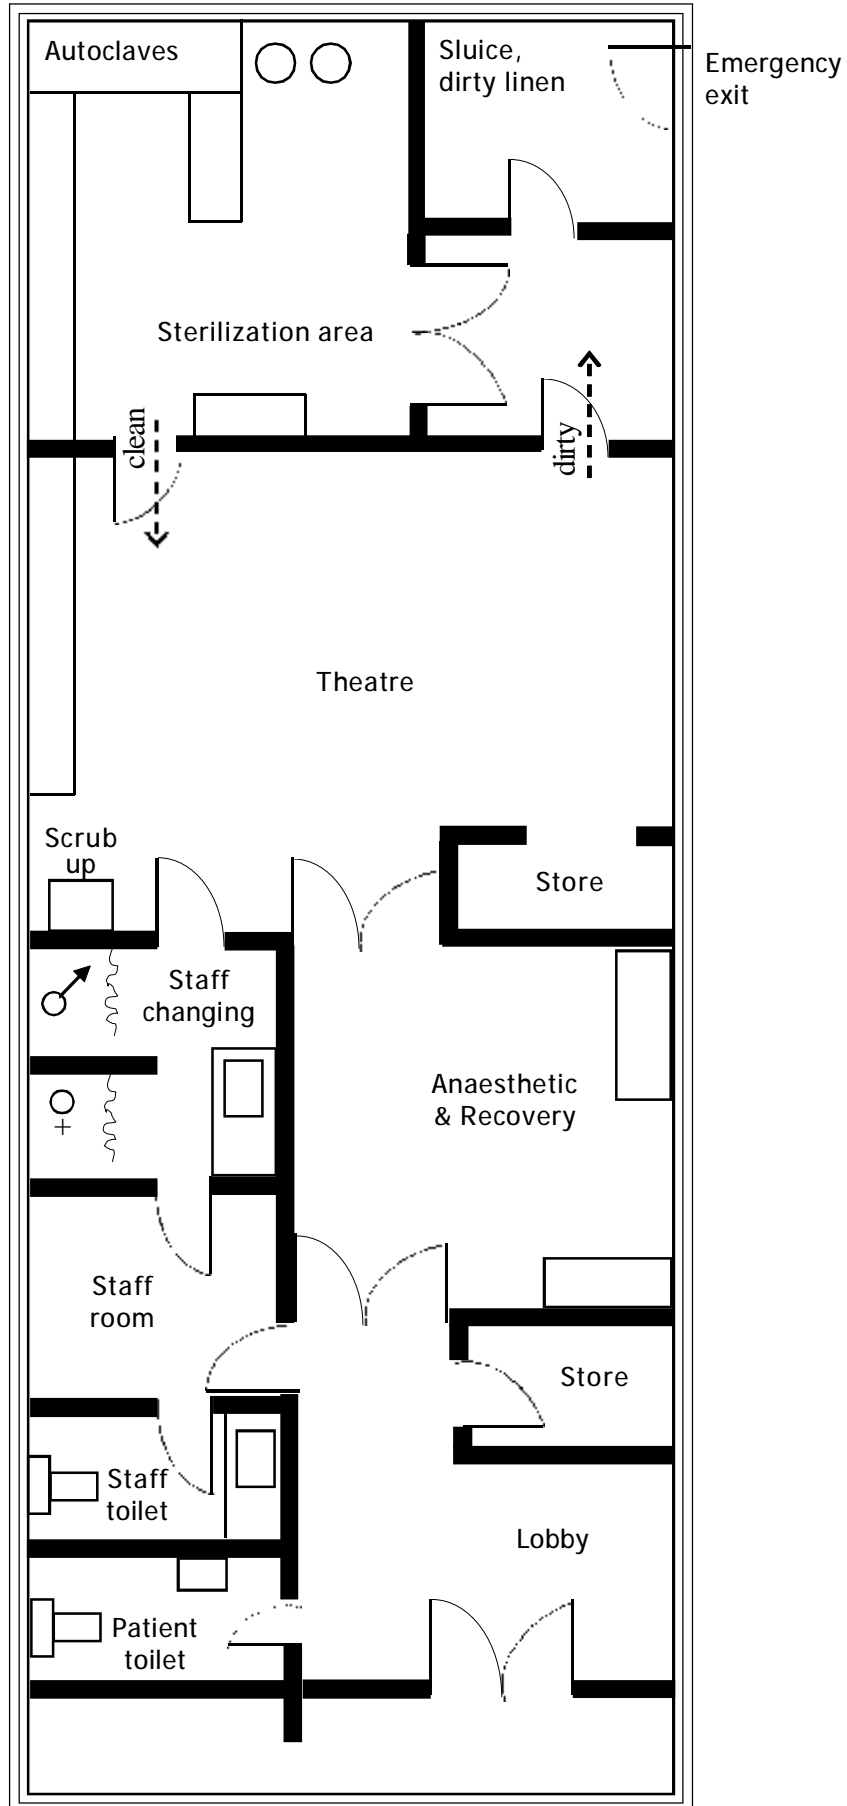 Autoclaves
Sluice,
dirty linen
Emergency
exit
Sterilization area
clean
dirty
Theatre
Scrub
up
Store
Staff
changing
Anaesthetic
& Recovery
Staff
room
Store
Staff
toilet
Lobby
Patient
toilet